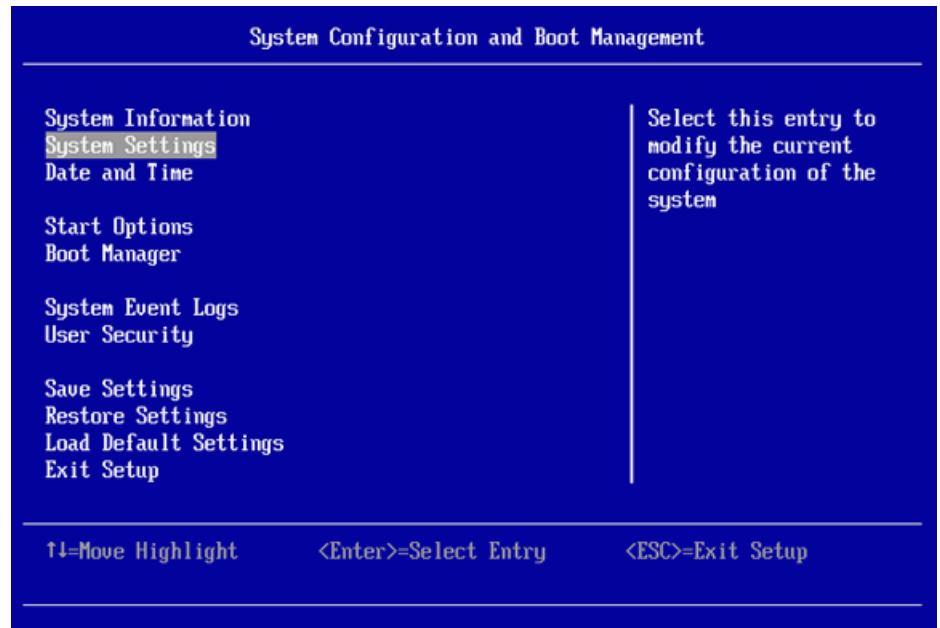 System Configuration and Boot Management
System Information
System Settings
Date and Time
Start Options
Boot Manager
System Event Logs
User Security
Save Settings
Restore Settings
Load Default Settings
Exit Setup
Select this entry to
modify the current
configuration of the
system
↑↓=Move Highlight <Enter>=Select Entry <ESC>=Exit Setup